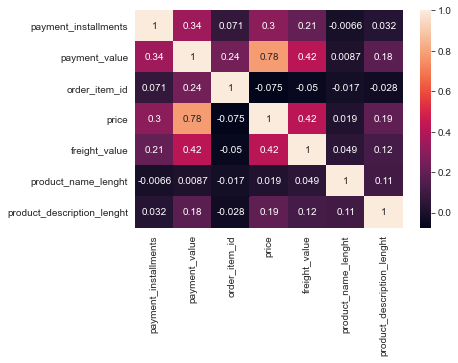 payment_installments 1 0.34 0.071 0.3 0.21 -0.0066 0.032
payment_value 0.34 1 0.24 0.78 0.42 0.0087 0.18
order_item_id 0.071 0.24 1 -0.075 -0.05 -0.017 -0.028
price 0.3 0.78 -0.075 1 0.42 0.019 0.19
freight_value 0.21 0.42 -0.05 0.42 1 0.049 0.12
product_name_lenght -0.0066 0.0087 -0.017 0.019 0.049 1 0.11
product_description_lenght 0.032 0.18 -0.028 0.19 0.12 0.11 1
payment_installments
payment_value
order_item_id
price
freight_value
product_name_lenght
product_description_lenght
1.0
0.8
0.6
0.4
0.2
0.0